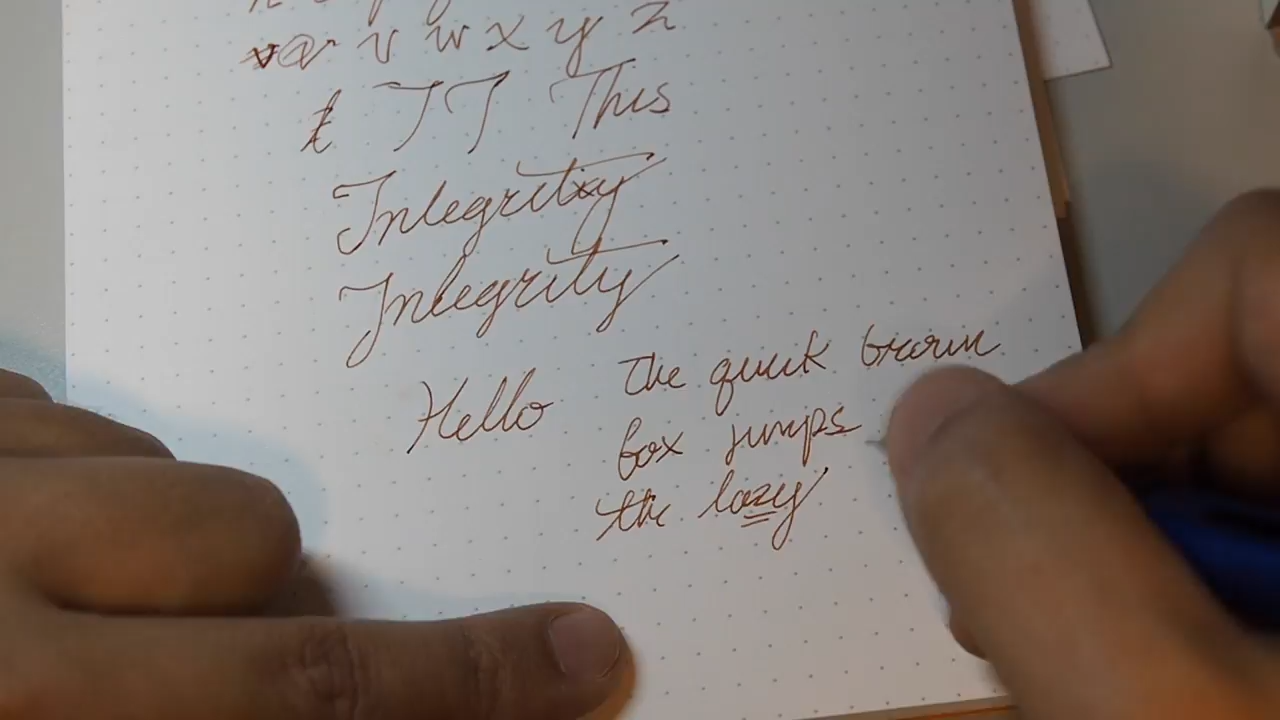 v w x y z
t T T This
Integrity
Integrity
Hello The quick brown
fox jumps
the lazy